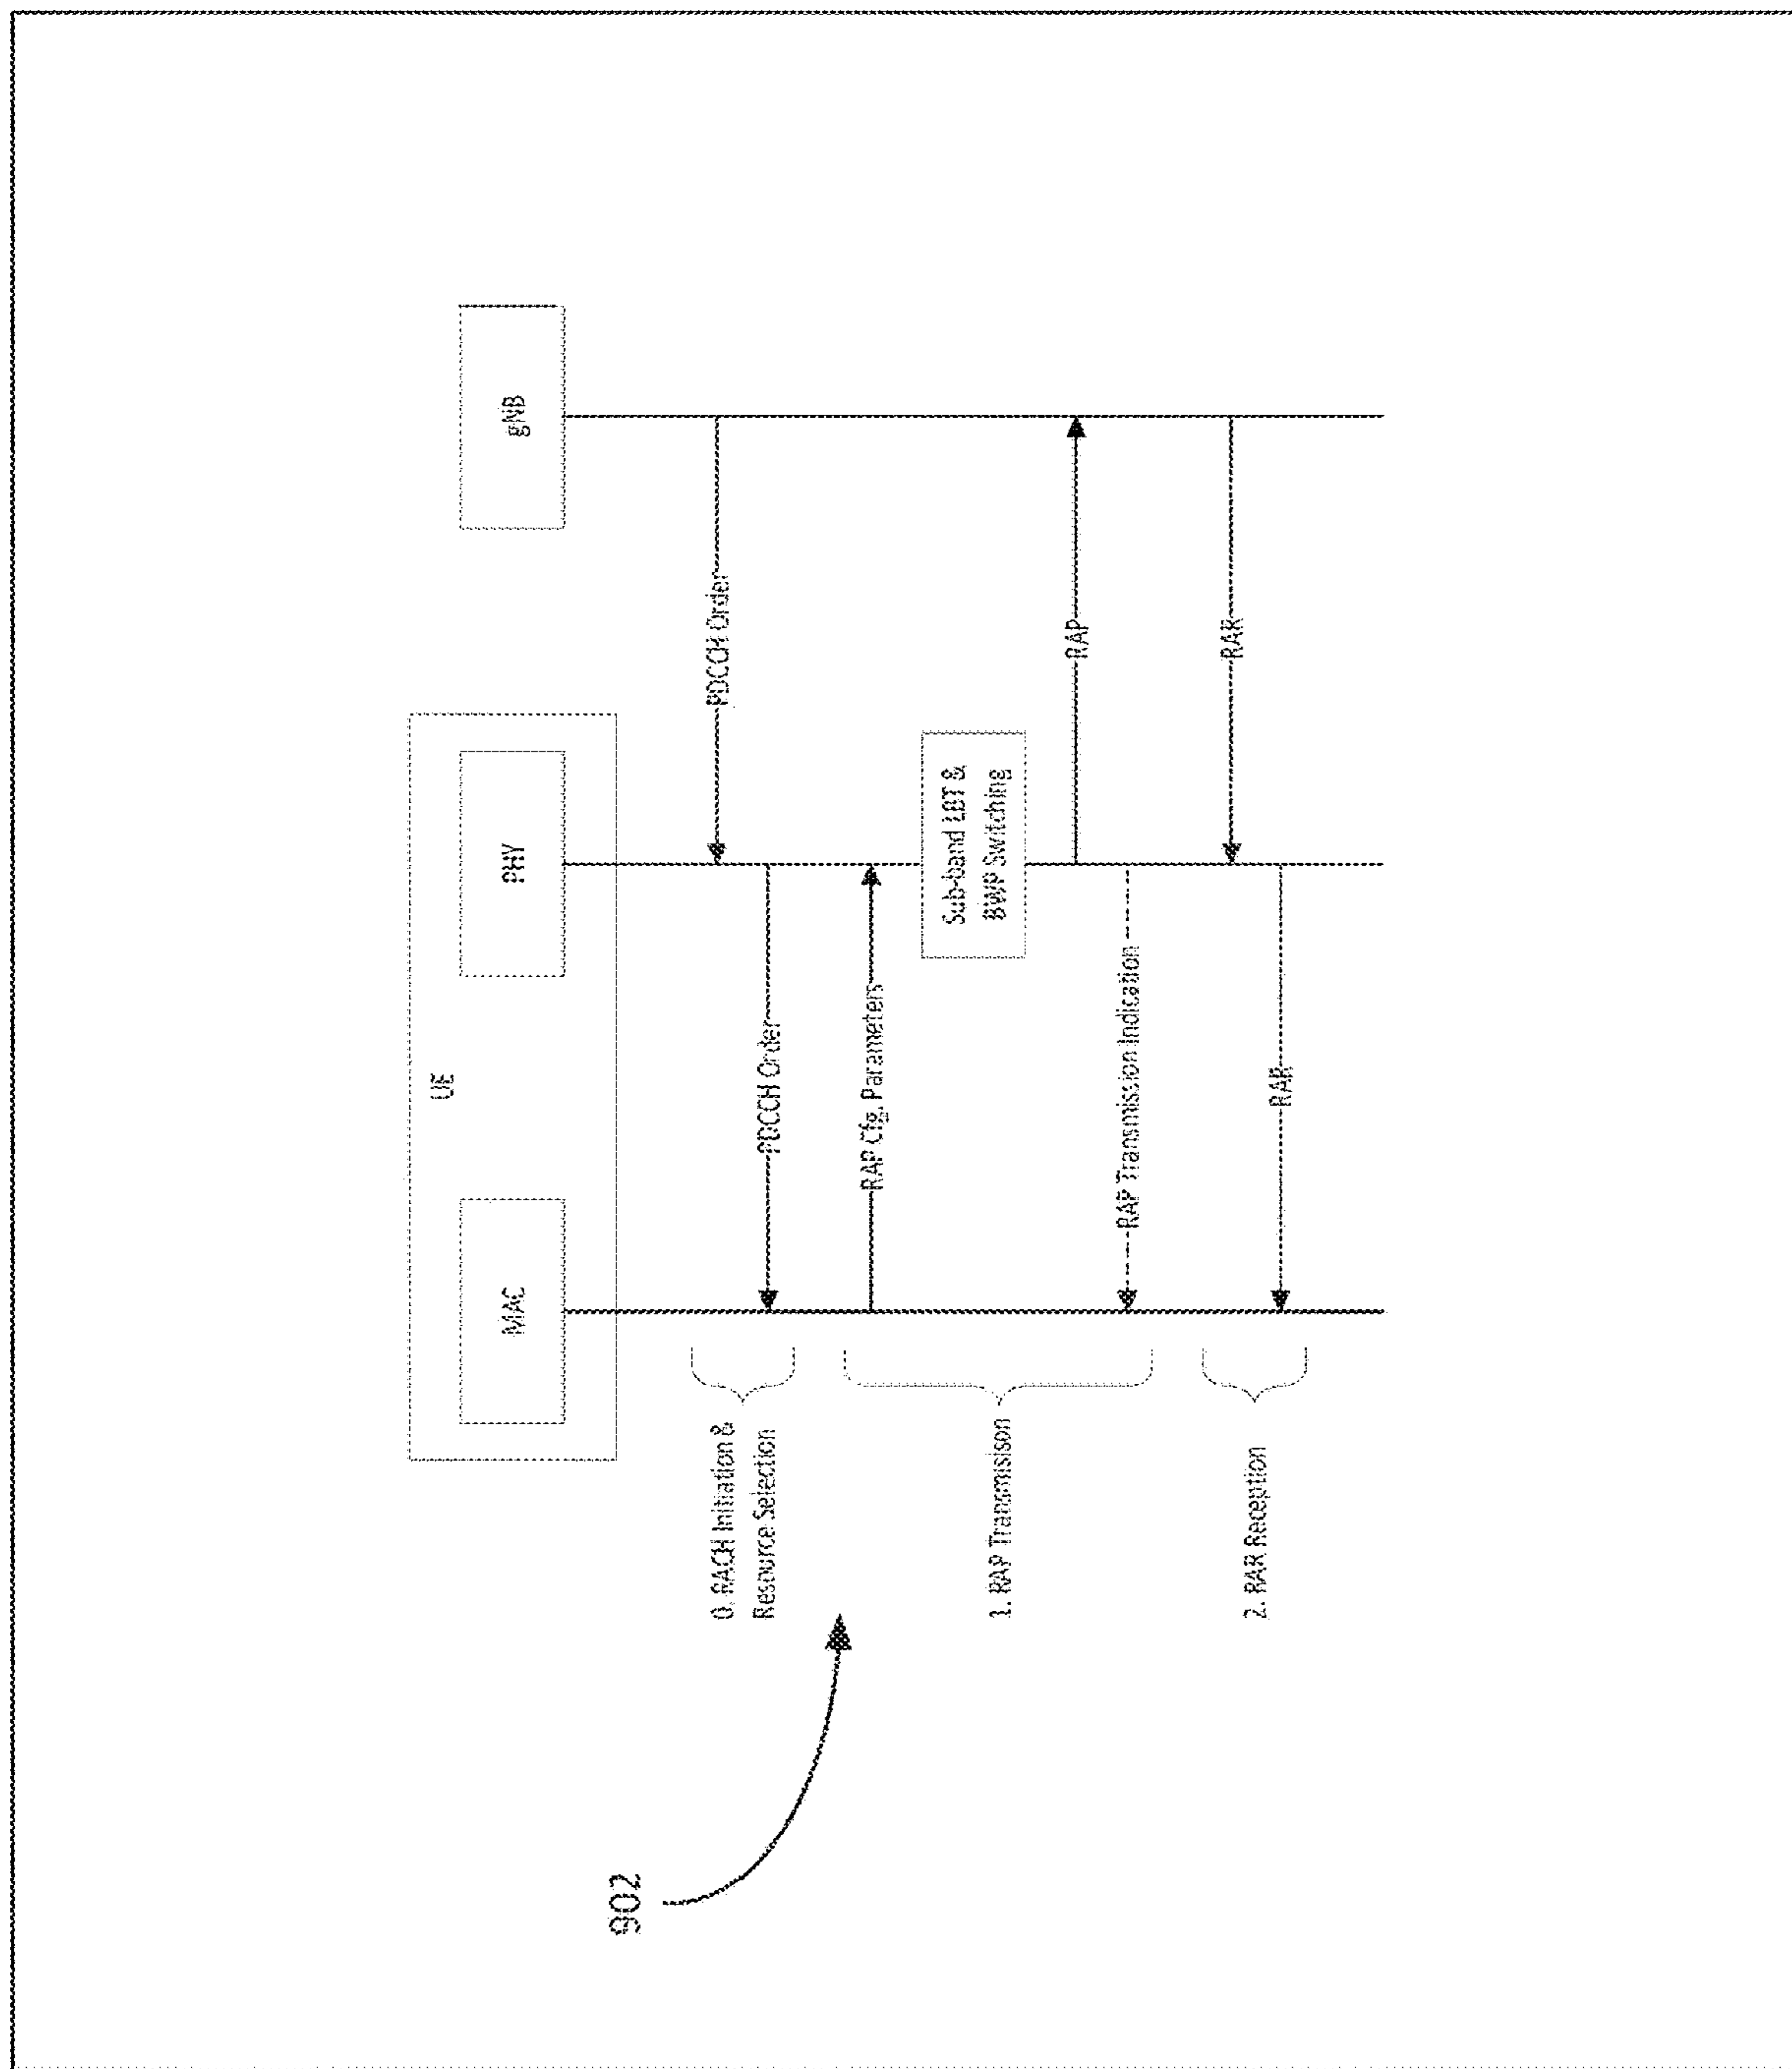 902
UE
MAC
PHY
gNB
0. RACH Initiation &
Resource Selection
PDCCH Order
PDCCH Order
1. RAP Transmisison
RAP Cfg. Parameters
Sub-band LBT &
BWP Switching
RAP
RAP Transmission Indication
2. RAR Reception
RAR
RAR